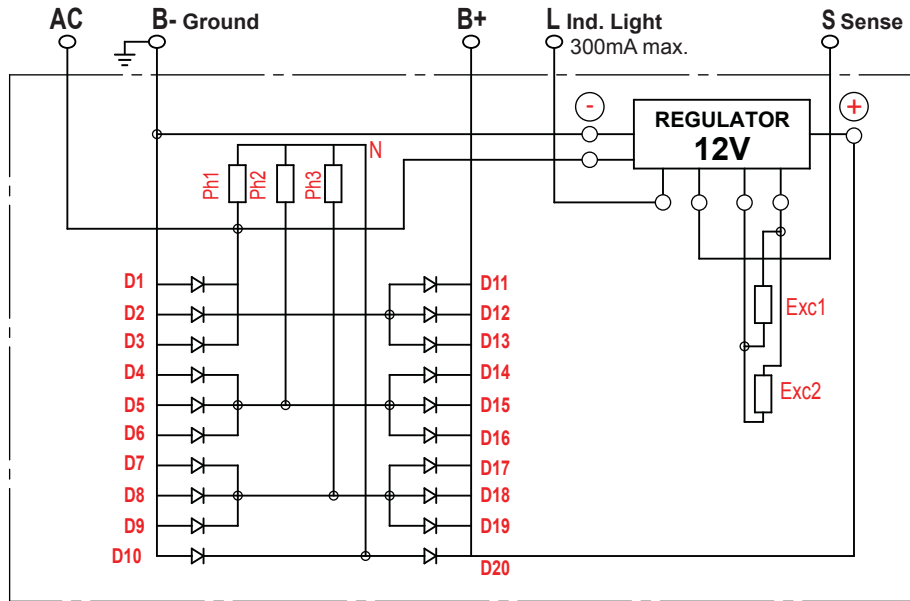 AC
B- Ground
B+
L Ind. Light
300mA max.
S Sense
-
+
REGULATOR
12V
N
Ph1
Ph2
Ph3
D1
D11
D2
D12
D3
D13
Exc1
D4
D14
Exc2
D5
D15
D6
D16
D7
D17
D8
D18
D9
D19
D10
D20